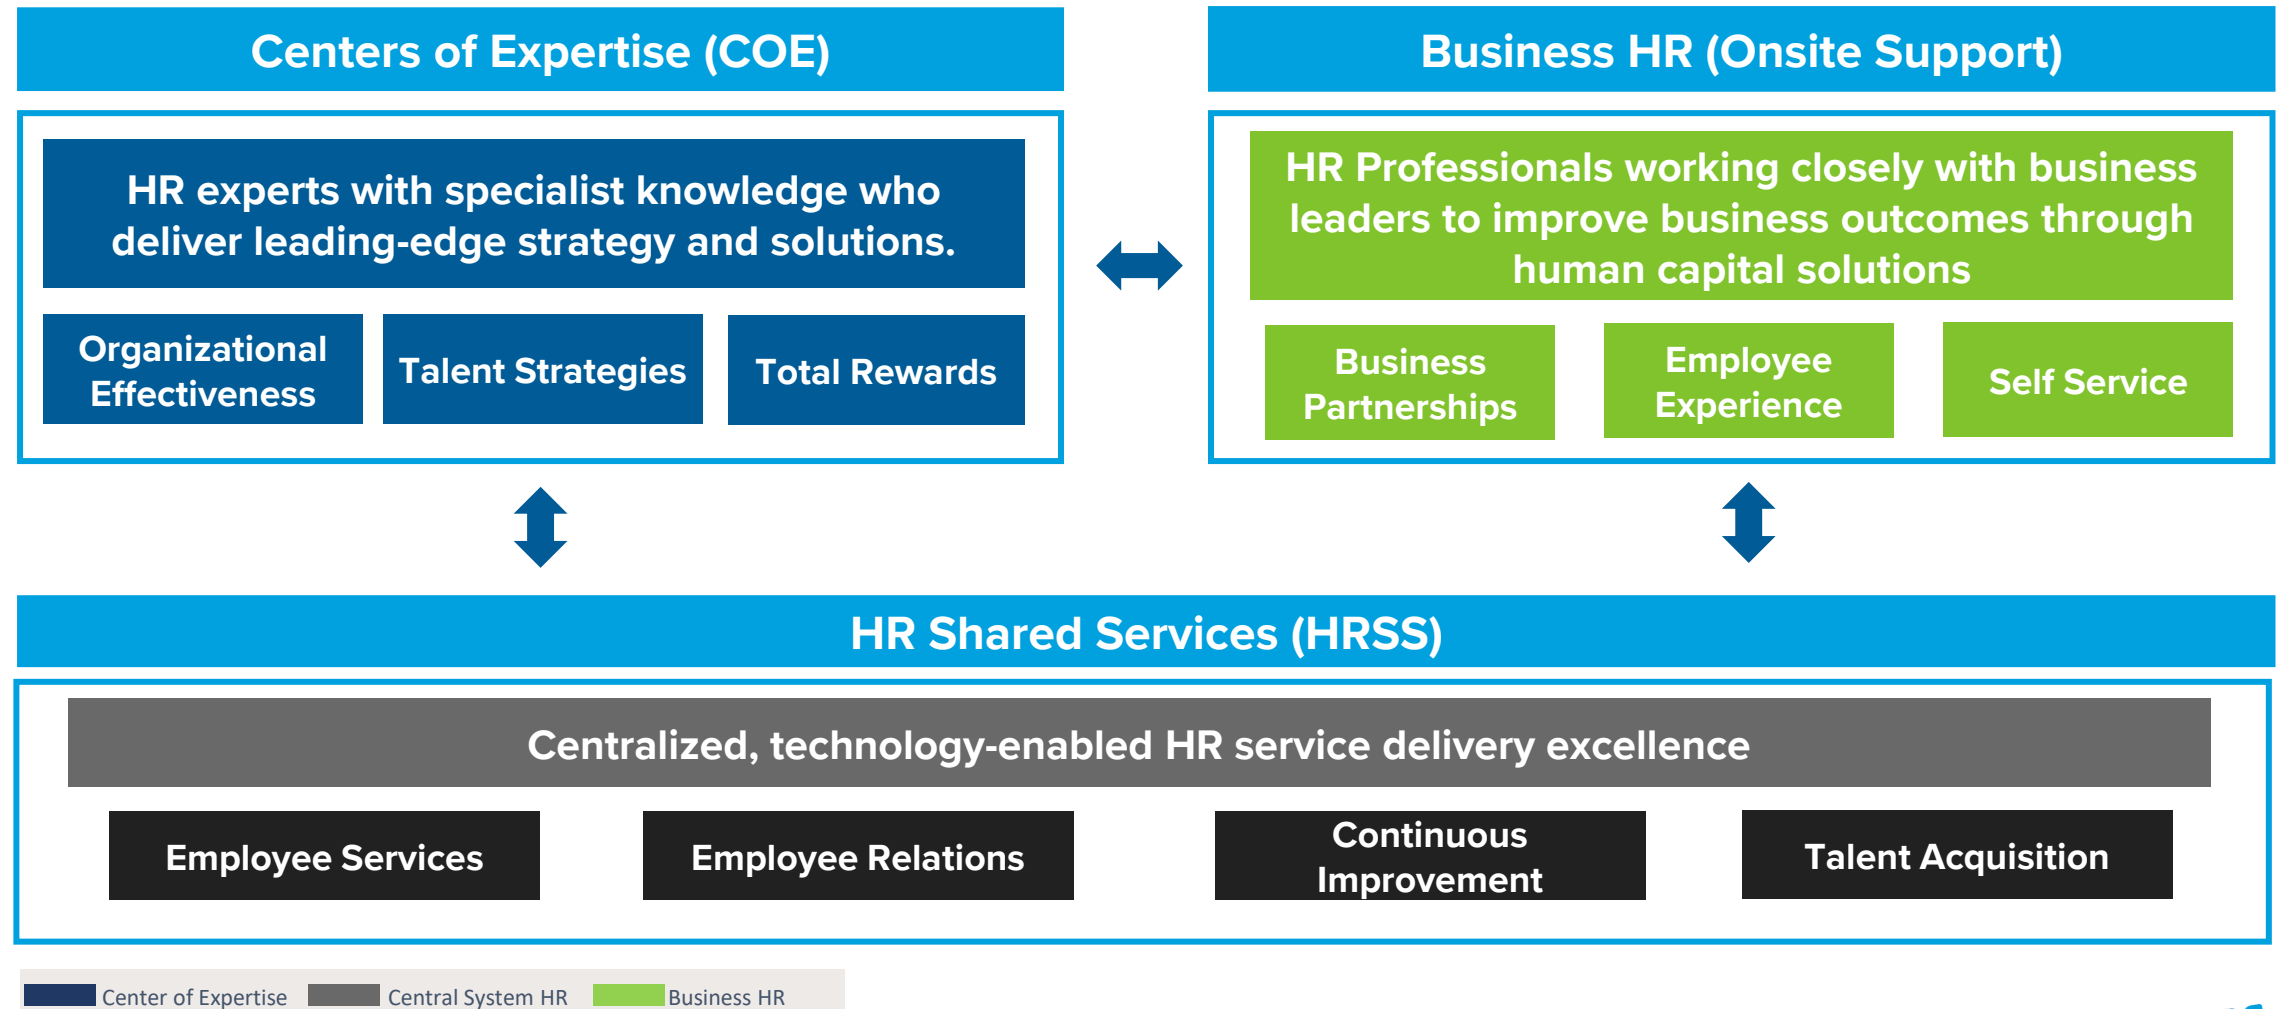 Centers of Expertise (COE)
HR experts with specialist knowledge who
deliver leading-edge strategy and solutions.
Organizational
Effectiveness
Talent Strategies
Total Rewards
Business HR (Onsite Support)
HR Professionals working closely with business
leaders to improve business outcomes through
human capital solutions
Business
Partnerships
Employee
Experience
Self Service
HR Shared Services (HRSS)
Centralized, technology-enabled HR service delivery excellence
Employee Services
Employee Relations
Continuous
Improvement
Talent Acquisition
Center of Expertise
Central System HR
Business HR